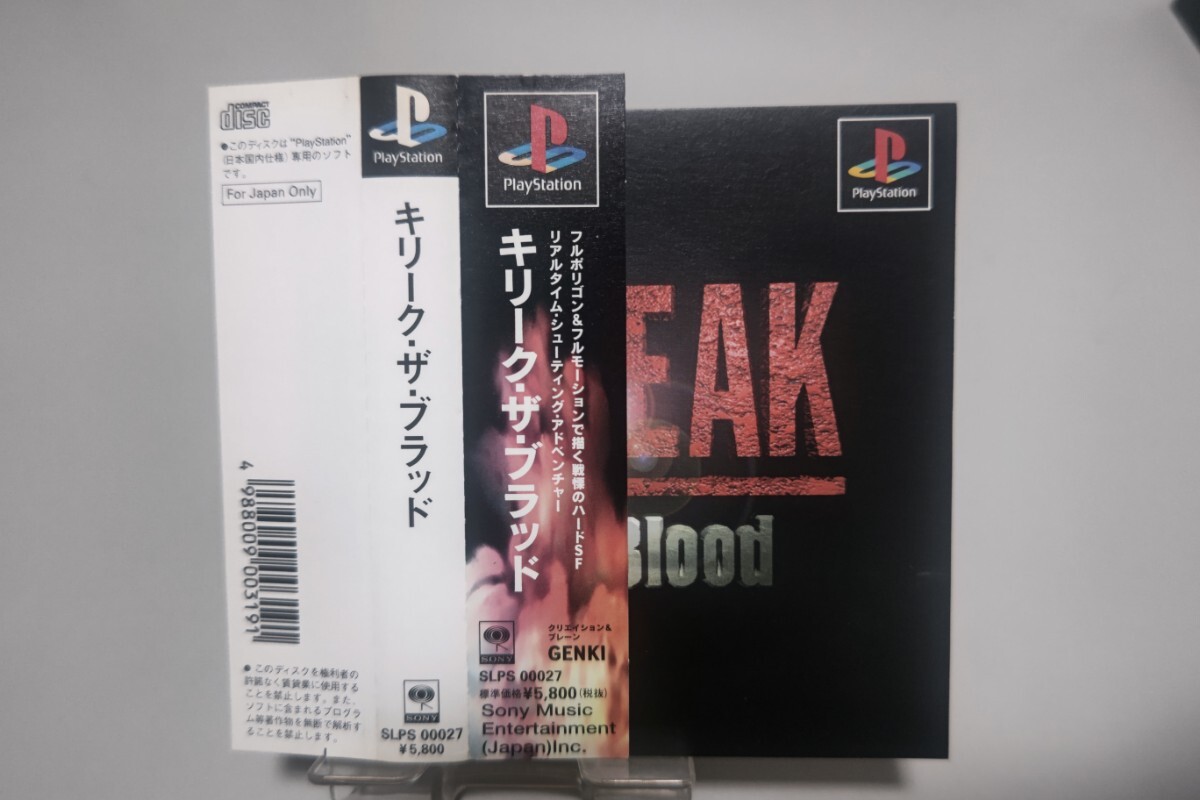 COMPACT
disc
●このディスクは"PlayStation"
(日本国内仕様)専用のソフト
です。
For Japan Only
4 988009 003191
●このディスクを権利者の
許諾なく賃貸業に使用する
ことを禁止します。また、
ソフトに含まれるプログラ
ム等著作物を無断で解析す
ることを禁止します。
PlayStation
キリーク・ザ・ブラッド
SONY
SLPS 00027
¥5,800
PlayStation
フルポリゴン&フルモーションで描く戦慄のハードSF
リアルタイム・シューティング・アドベンチャー
キリーク・ザ・ブラッド
SONY
クリエイション&
ブレーン
GENKI
SLPS 00027
標準価格¥5,800(税抜)
Sony Music
Entertainment
(Japan)Inc.
PlayStation
EAK
Blood